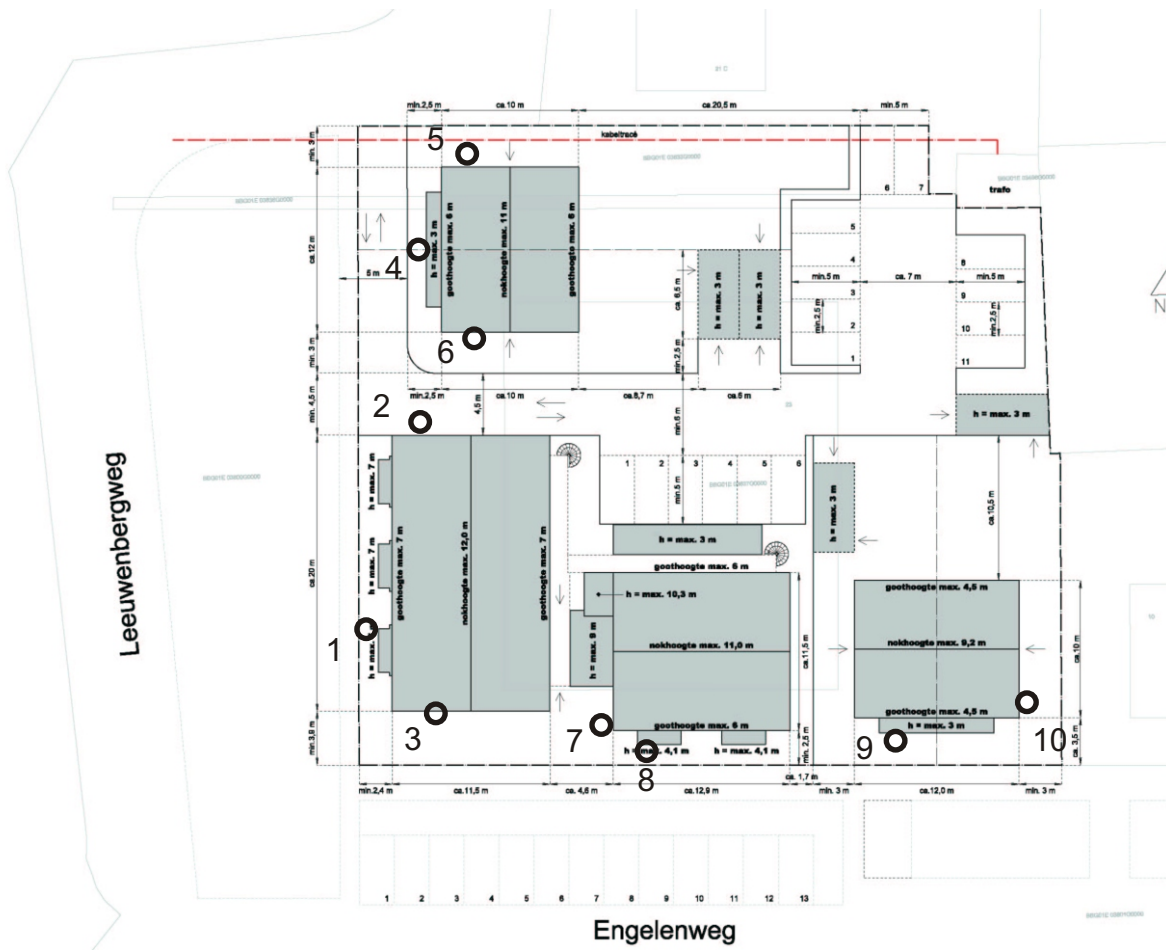 31 C
min.2,5 m
ca.10 m
ca.20,5 m
min.5 m
kabeltracé
min. 3 m
5
6
7
trafo
ca.12 m
h = max. 3 m
goothoogte max. 6 m
nokhoogte max. 11 m
goothoogte max. 6 m
4
5 m
6
min. 3 m
ca. 6,5 m
h = max. 3 m
h = max. 3 m
min.2,5 m
5
4
3
2
1
min.5 m
min.2,5 m
ca. 7 m
8
9
10
11
min.5 m
min.2,5 m
N
min.2,5 m
ca.10 m
ca.8,7 m
ca.6 m
2
min. 4,5 m
4,5 m
min.6 m
h = max. 3 m
Leeuwenbergweg
h = max. 7 m
h = max. 7 m
1
goothoogte max. 7 m
nokhoogte max. 12,0 m
goothoogte max. 7 m
ca.20 m
3
min.3,9 m
1
2
3
4
5
6
min.5 m
h = max. 3 m
goothoogte max. 6 m
h = max. 10,3 m
h = max. 9 m
nokhoogte max. 11,0 m
goothoogte max. 6 m
ca.11,5 m
7
h = max. 4,1 m
h = max. 4,1 m
8
min. 2,5 m
h = max. 3 m
ca.10,5 m
goothoogte max. 4,5 m
nokhoogte max. 9,2 m
goothoogte max. 4,5 m
h = max. 3 m
ca.10 m
ca. 3,5 m
9
10
10
min.2,4 m
ca.11,5 m
ca. 4,6 m
ca.12,9 m
ca. 1,7 m
min. 3 m
ca.12,0 m
min. 3 m
1
2
3
4
5
6
7
8
9
10
11
12
13
Engelenweg